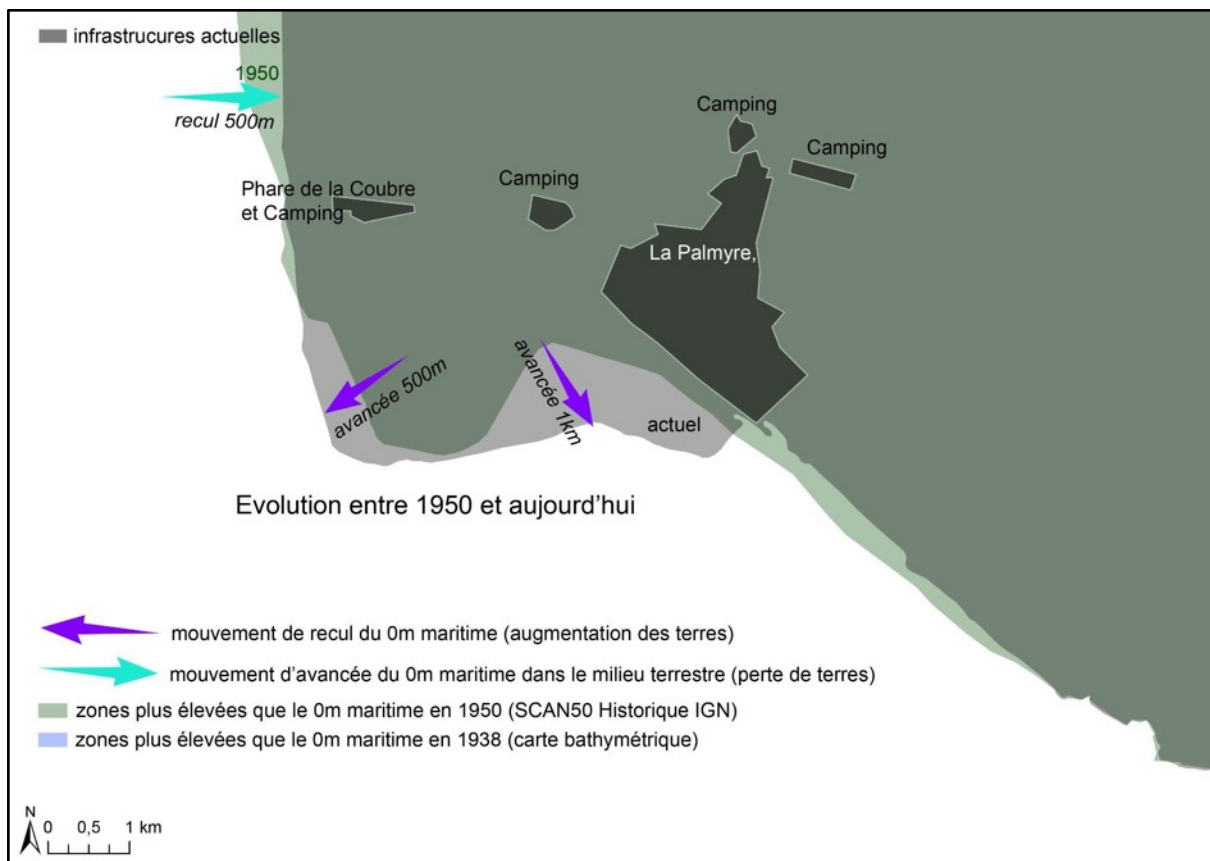 infrastrucures actuelles
1950
recul 500m
Camping
Camping
Phare de la Coubre
et Camping
Camping
La Palmyre,
avancée 500m
avancée 1km
actuel
Evolution entre 1950 et aujourd'hui
mouvement de recul du 0m maritime (augmentation des terres)
mouvement d'avancée du 0m maritime dans le milieu terrestre (perte de terres)
zones plus élevées que le 0m maritime en 1950 (SCAN50 Historique IGN)
zones plus élevées que le 0m maritime en 1938 (carte bathymétrique)
N
0 0,5 1 km